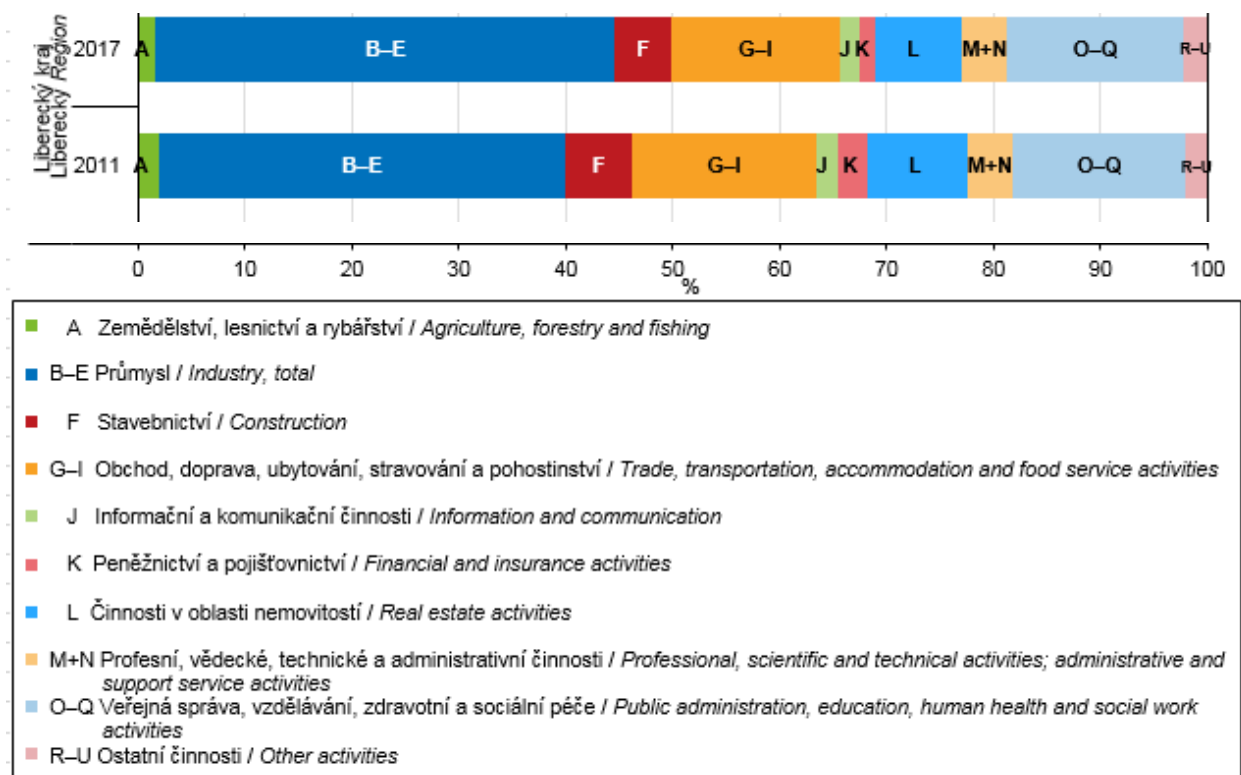 Liberecký kraj
Liberecký Region
2017 A B–E F G–I J K L M+N O–Q R–U
2011 A B–E F G–I J K L M+N O–Q R–U
0 10 20 30 40 50 60 70 80 90 100
%
A Zemědělství, lesnictví a rybářství / Agriculture, forestry and fishing
B–E Průmysl / Industry, total
F Stavebnictví / Construction
G–I Obchod, doprava, ubytování, stravování a pohostinství / Trade, transportation, accommodation and food service activities
J Informační a komunikační činnosti / Information and communication
K Peněžnictví a pojišťovnictví / Financial and insurance activities
L Činnosti v oblasti nemovitostí / Real estate activities
M+N Profesní, vědecké, technické a administrativní činnosti / Professional, scientific and technical activities; administrative and
support service activities
O–Q Veřejná správa, vzdělávání, zdravotní a sociální péče / Public administration, education, human health and social work
activities
R–U Ostatní činnosti / Other activities